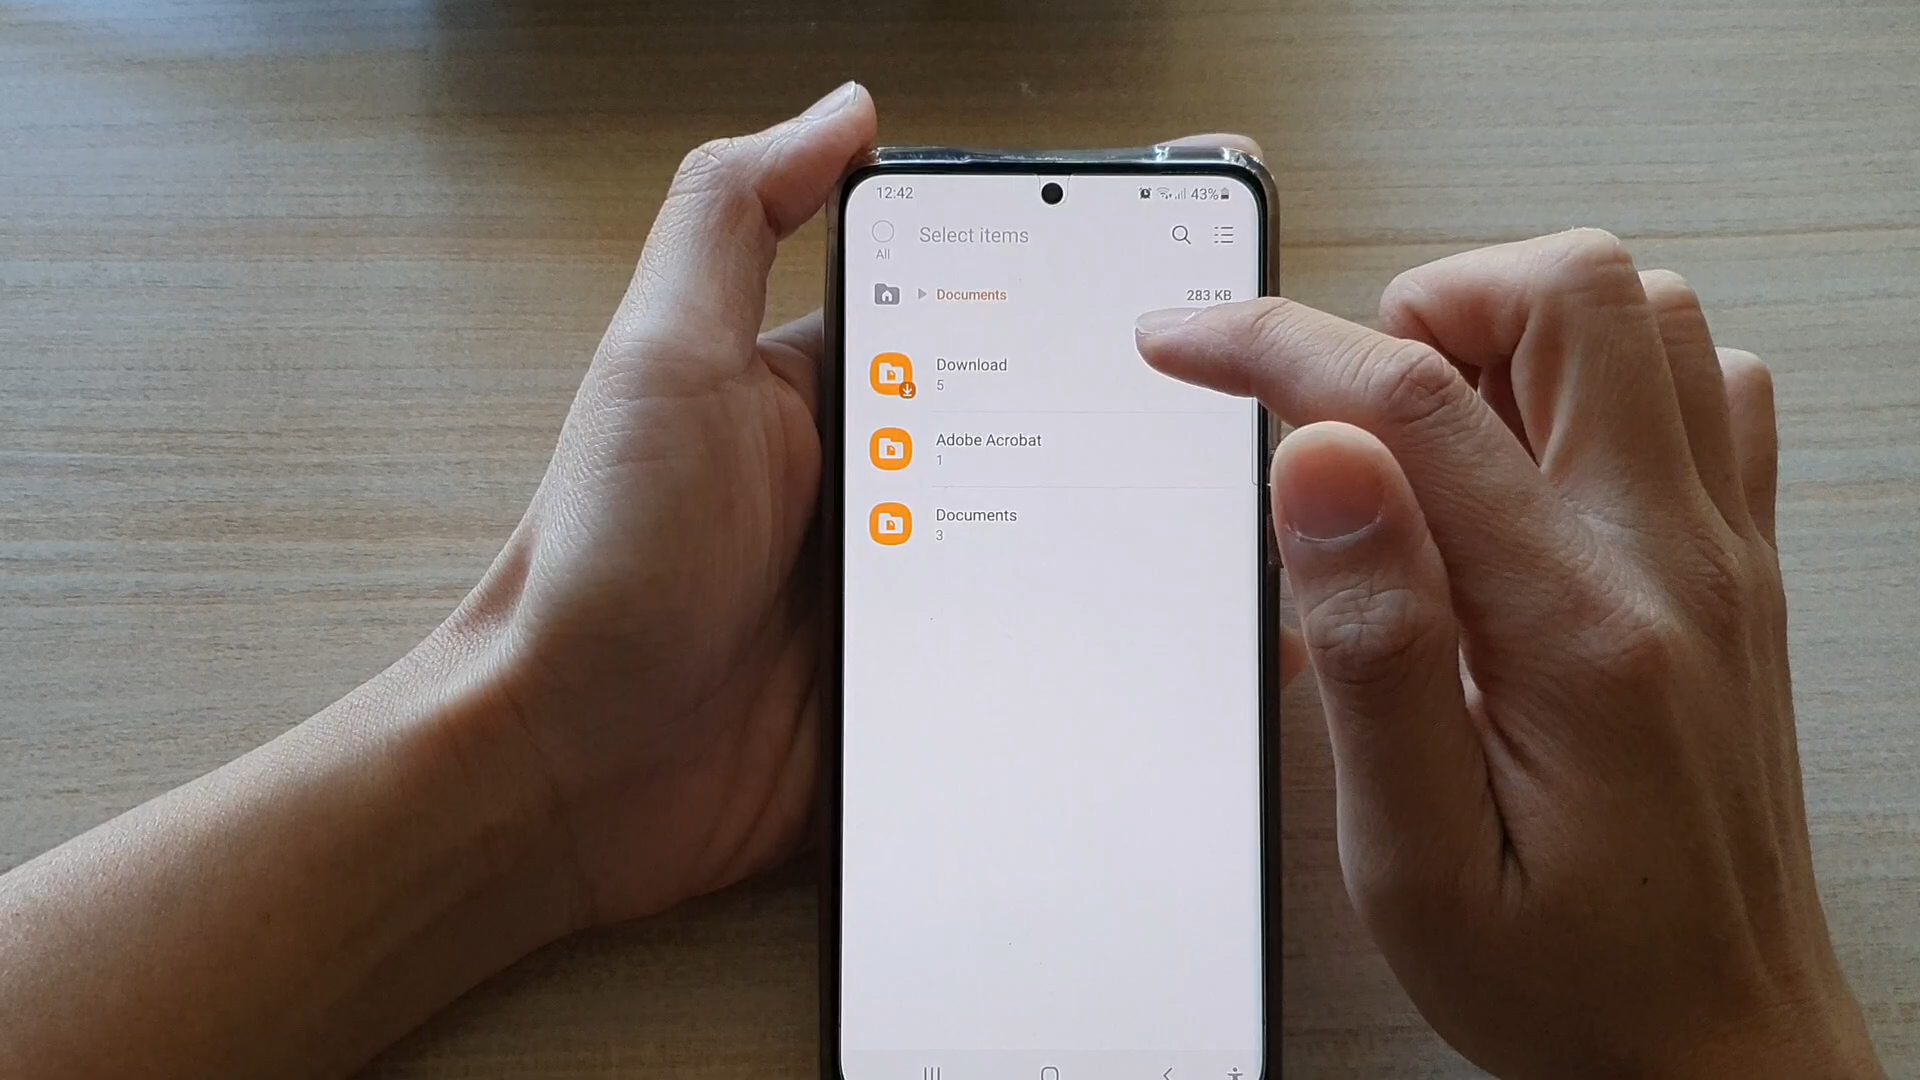 12:42
43%
Select items
All
Documents
283 KB
Download
5
Adobe Acrobat
1
Documents
3